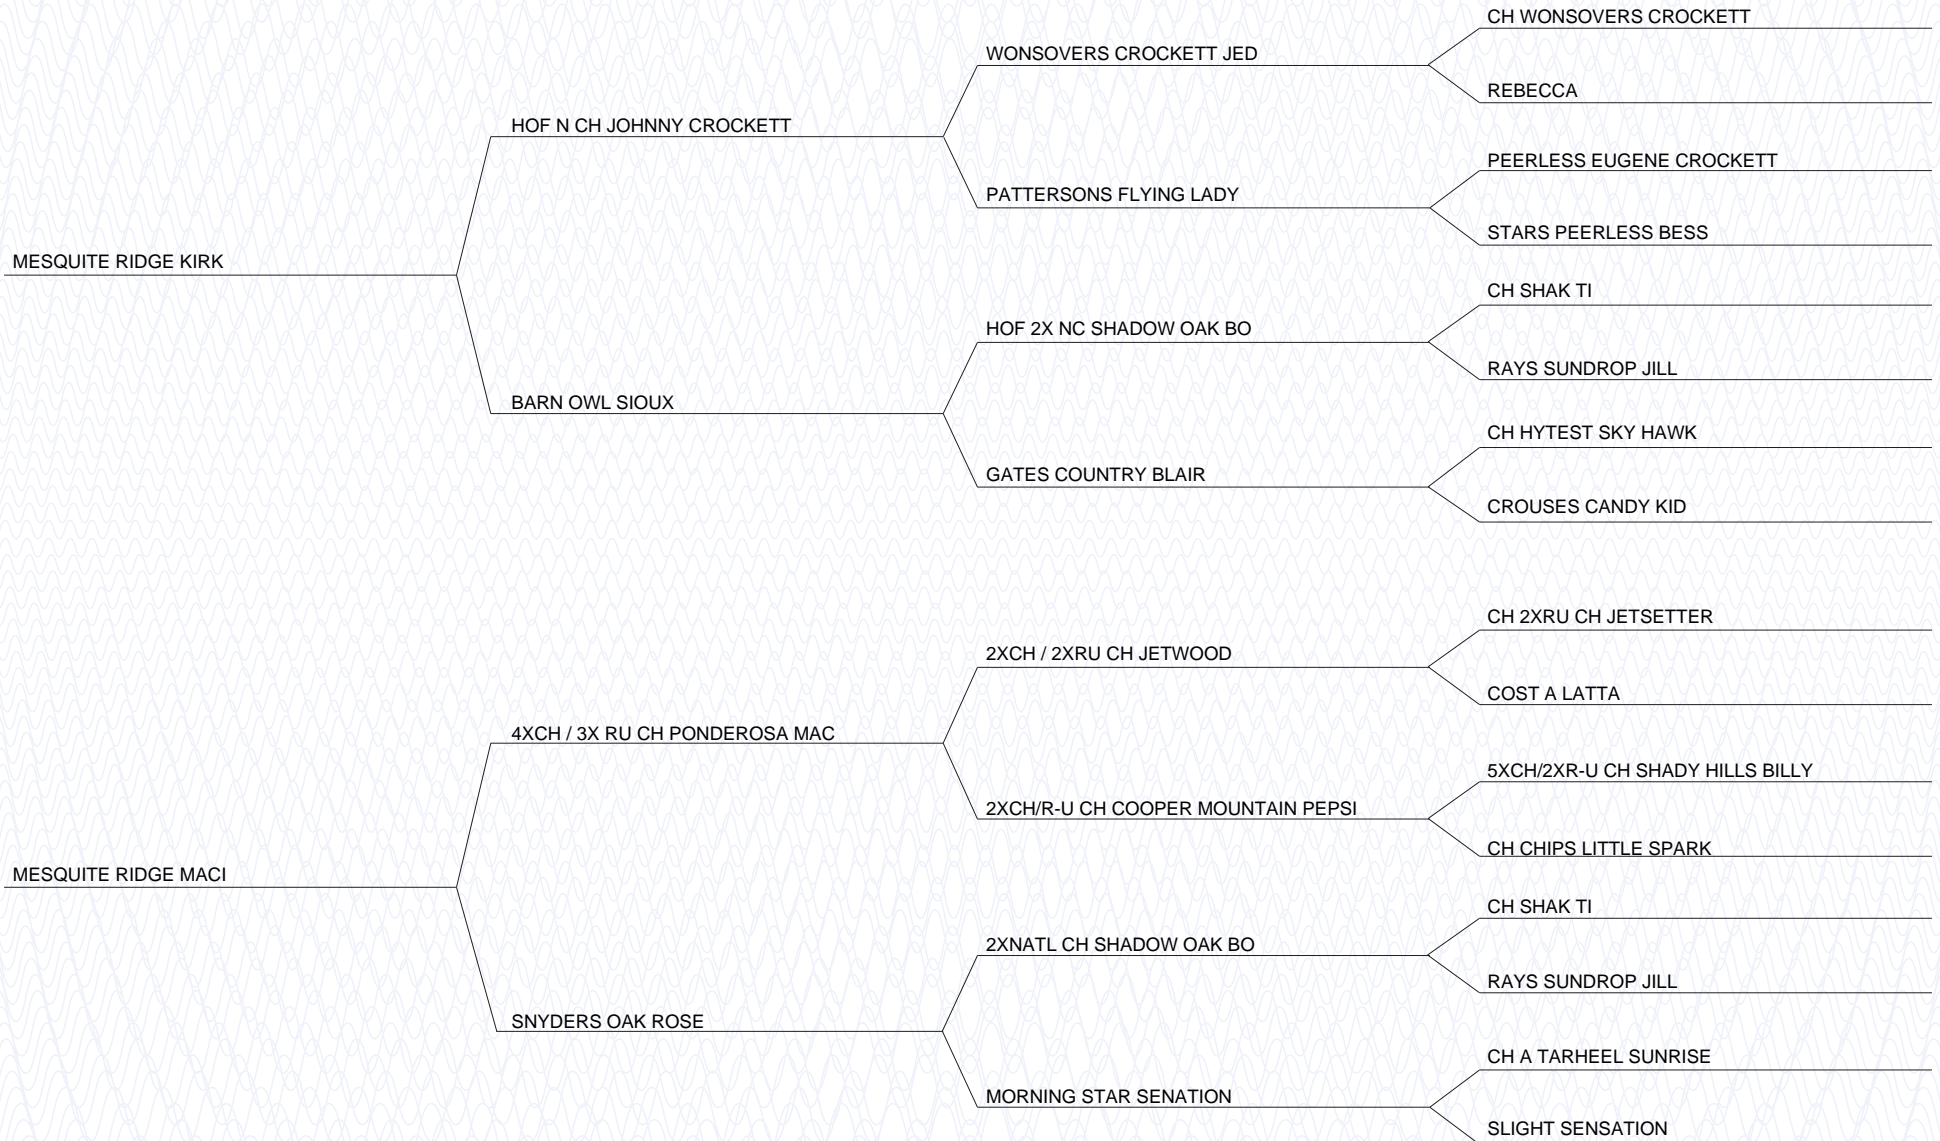 CH WONSOVERS CROCKETT
WONSOVERS CROCKETT JED
REBECCA
HOF N CH JOHNNY CROCKETT
PEERLESS EUGENE CROCKETT
PATTERSONS FLYING LADY
STARS PEERLESS BESS
MESQUITE RIDGE KIRK
CH SHAK TI
HOF 2X NC SHADOW OAK BO
RAYS SUNDROP JILL
BARN OWL SIOUX
CH HYTEST SKY HAWK
GATES COUNTRY BLAIR
CROUSES CANDY KID
CH 2XRU CH JETSETTER
2XCH / 2XRU CH JETWOOD
COST A LATTA
4XCH / 3X RU CH PONDEROSA MAC
5XCH/2XR-U CH SHADY HILLS BILLY
2XCH/R-U CH COOPER MOUNTAIN PEPSI
CH CHIPS LITTLE SPARK
MESQUITE RIDGE MACI
CH SHAK TI
2XNATL CH SHADOW OAK BO
RAYS SUNDROP JILL
SNYDERS OAK ROSE
CH A TARHEEL SUNRISE
MORNING STAR SENATION
SLIGHT SENSATION